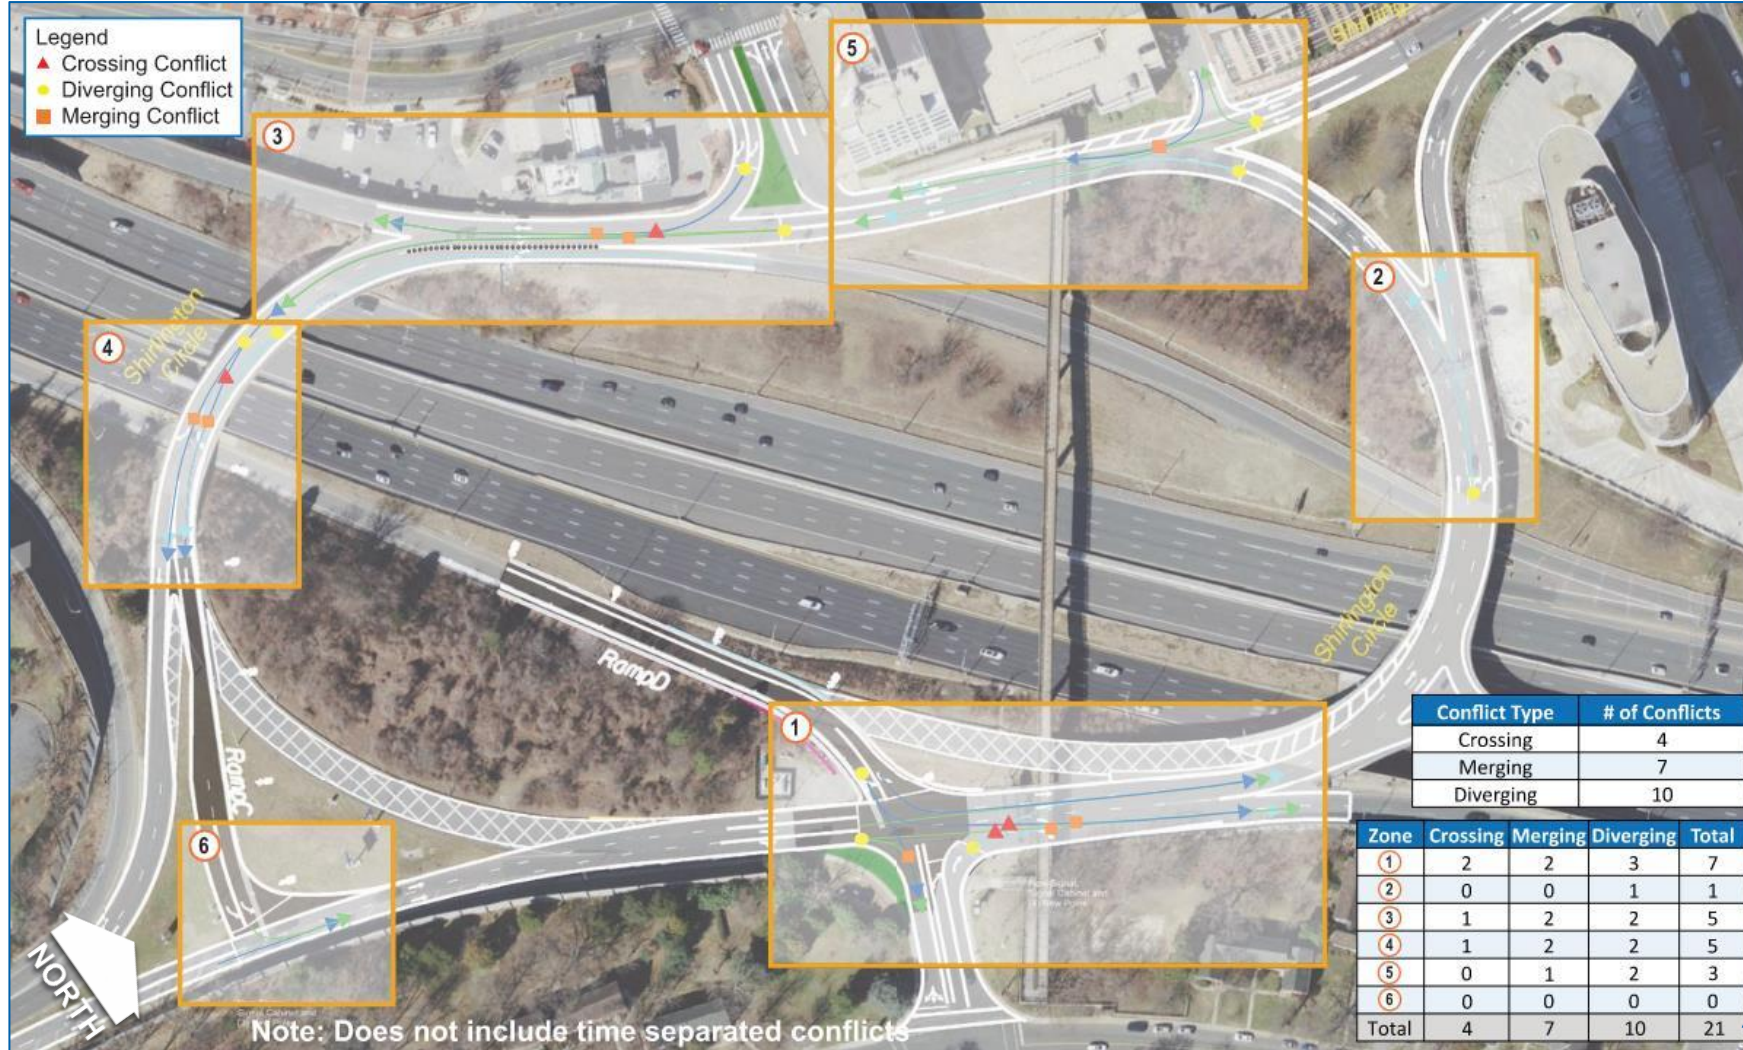 Legend
Crossing Conflict
Diverging Conflict
Merging Conflict
5
3
2
4
Shirlington
Circle
Shirlington
Circle
RampD
1
RampC
6
NORTH
Note: Does not include time separated conflicts
Conflict Type # of Conflicts
Crossing 4
Merging 7
Diverging 10
Zone Crossing Merging Diverging Total
1 2 2 3 7
2 0 0 1 1
3 1 2 2 5
4 1 2 2 5
5 0 1 2 3
6 0 0 0 0
Total 4 7 10 21